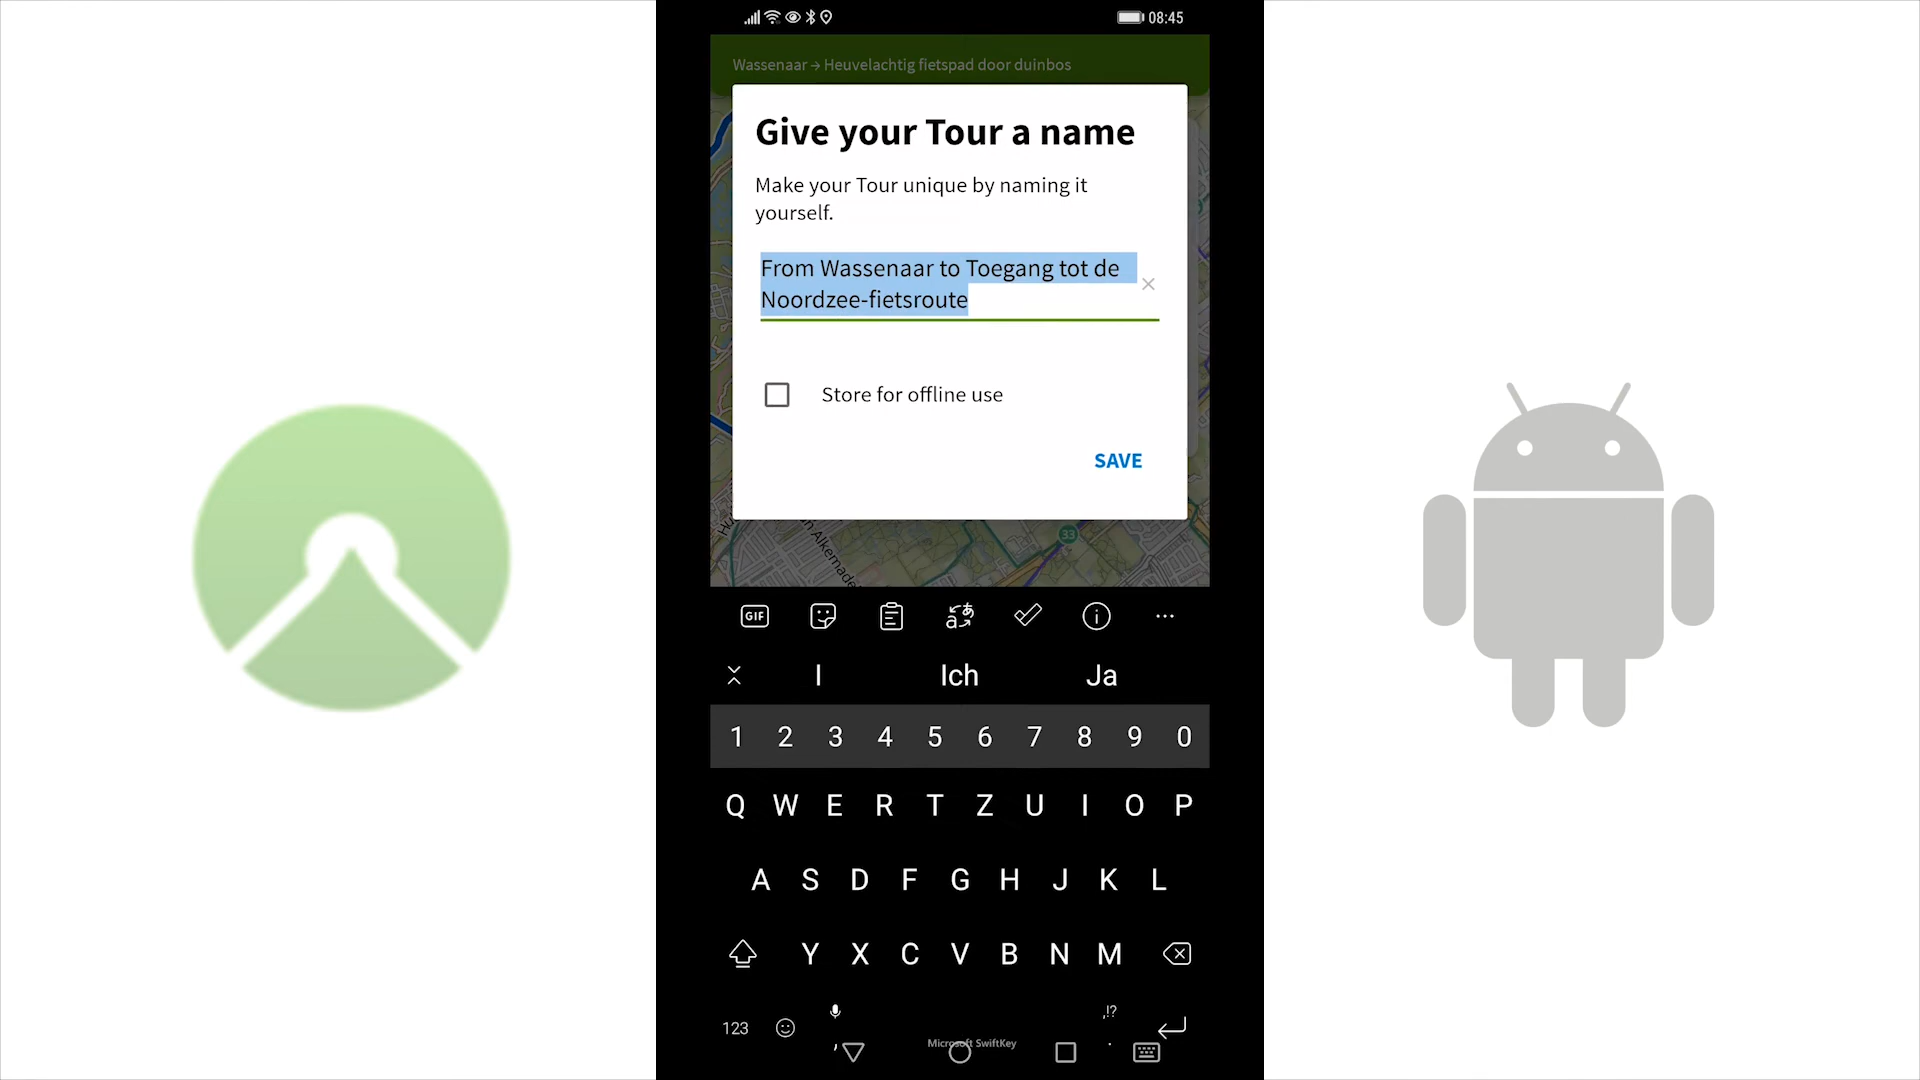 08:45
Wassenaar → Heuvelachtig fietspad door duinbos
Give your Tour a name
Make your Tour unique by naming it
yourself.
From Wassenaar to Toegang tot de
Noordzee-fietsroute
Store for offline use
SAVE
33
GIF
I Ich Ja
1 2 3 4 5 6 7 8 9 0
Q W E R T Z U I O P
A S D F G H J K L
Y X C V B N M
,!?
123
Microsoft SwiftKey
, .